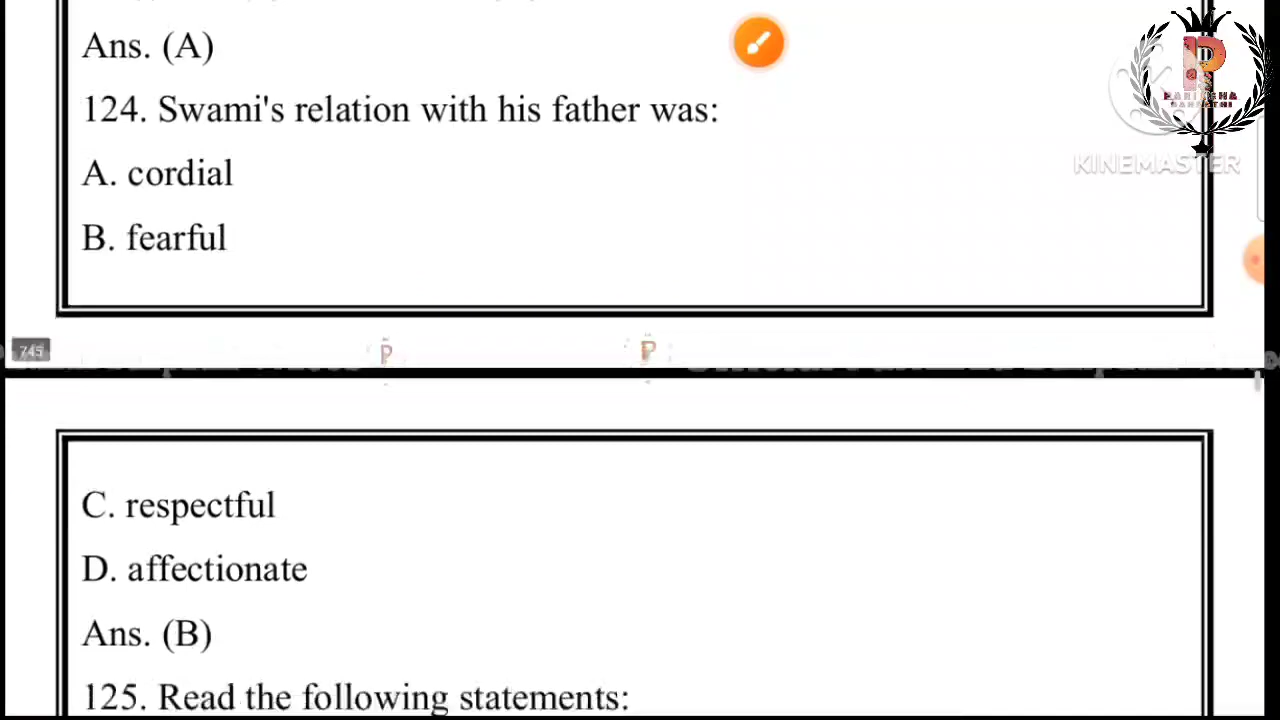 Ans. (A)
124. Swami's relation with his father was:
A. cordial
KINEMASTER
B. fearful
745
C. respectful
D. affectionate
Ans. (B)
125. Read the following statements: